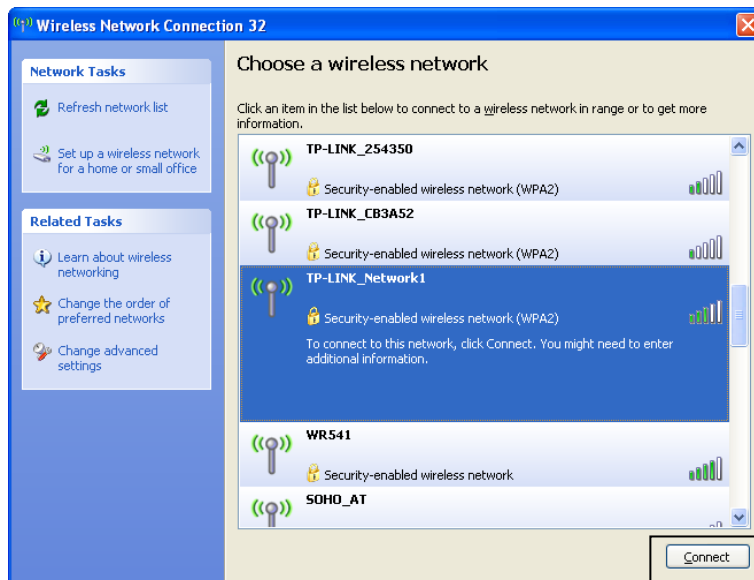 Wireless Network Connection 32
Network Tasks
Refresh network list
Set up a wireless network
for a home or small office
Related Tasks
Learn about wireless
networking
Change the order of
preferred networks
Change advanced
settings
Choose a wireless network
Click an item in the list below to connect to a wireless network in range or to get more
information.
TP-LINK_254350
Security-enabled wireless network (WPA2)
TP-LINK_CB3A52
Security-enabled wireless network (WPA2)
TP-LINK_Network1
Security-enabled wireless network (WPA2)
To connect to this network, click Connect. You might need to enter
additional information.
WR541
Security-enabled wireless network
SOHO_AT
Connect